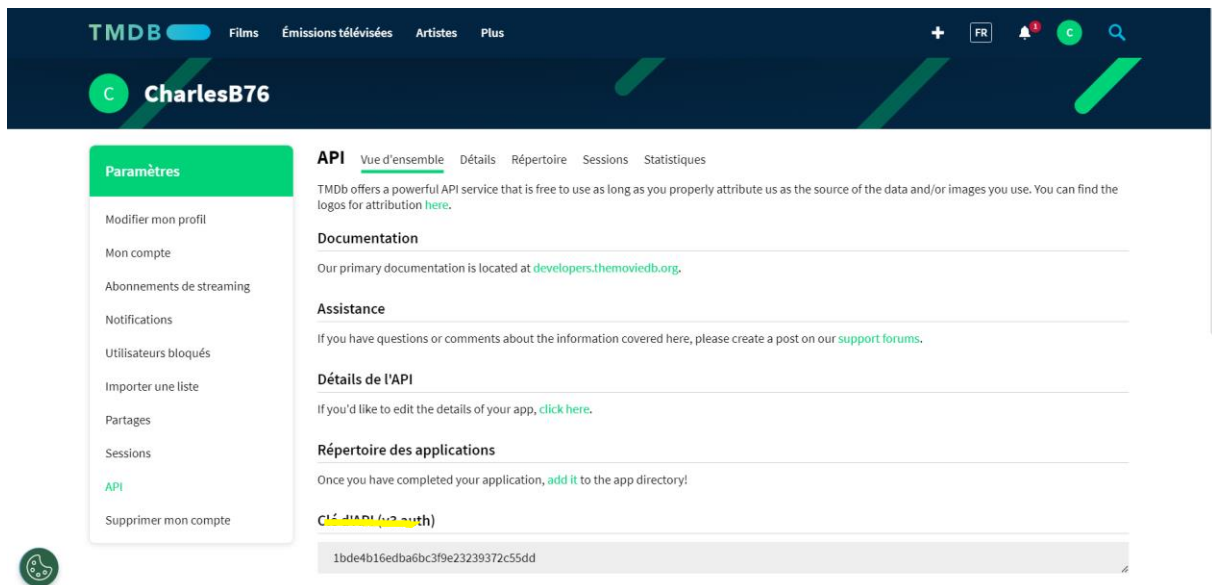 TMDB Films Émissions télévisées Artistes Plus + FR 1 C
C CharlesB76
Paramètres
Modifier mon profil
Mon compte
Abonnements de streaming
Notifications
Utilisateurs bloqués
Importer une liste
Partages
Sessions
API
Supprimer mon compte
API Vue d'ensemble Détails Répertoire Sessions Statistiques
TMDb offers a powerful API service that is free to use as long as you properly attribute us as the source of the data and/or images you use. You can find the
logos for attribution here.
Documentation
Our primary documentation is located at developers.themoviedb.org.
Assistance
If you have questions or comments about the information covered here, please create a post on our support forums.
Détails de l'API
If you'd like to edit the details of your app, click here.
Répertoire des applications
Once you have completed your application, add it to the app directory!
Clé d'API (v3 auth)
1bde4b16edba6bc3f9e23239372c55dd